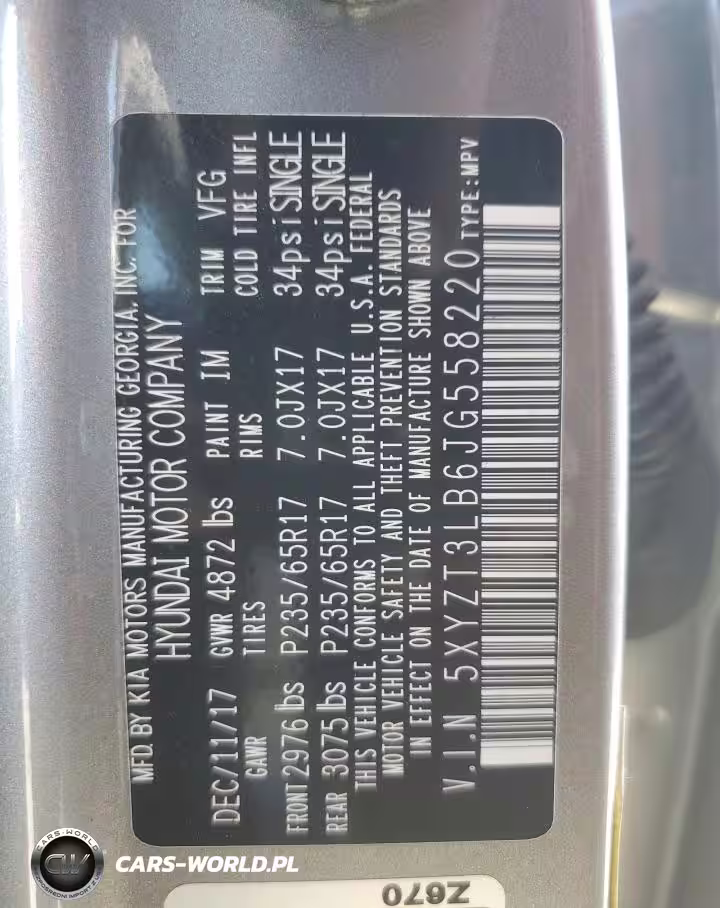 MFD. BY KIA MOTORS MANUFACTURING GEORGIA, INC. FOR
HYUNDAI MOTOR COMPANY
DEC/11/17 GVWR 4872 lbs PAINT IM TRIM VFG
GAWR TIRES RIMS COLD TIRE INFL
FRONT 2976 lbs P235/65R17 7.0JX17 34psi SINGLE
REAR 3075 lbs P235/65R17 7.0JX17 34psi SINGLE
THIS VEHICLE CONFORMS TO ALL APPLICABLE U.S.A. FEDERAL
MOTOR VEHICLE SAFETY AND THEFT PREVENTION STANDARDS
IN EFFECT ON THE DATE OF MANUFACTURE SHOWN ABOVE
V.I.N 5XYZT3LB6JG558220 TYPE:MPV
Z670
CARS-WORLD.PL
CARS-WORLD
CW